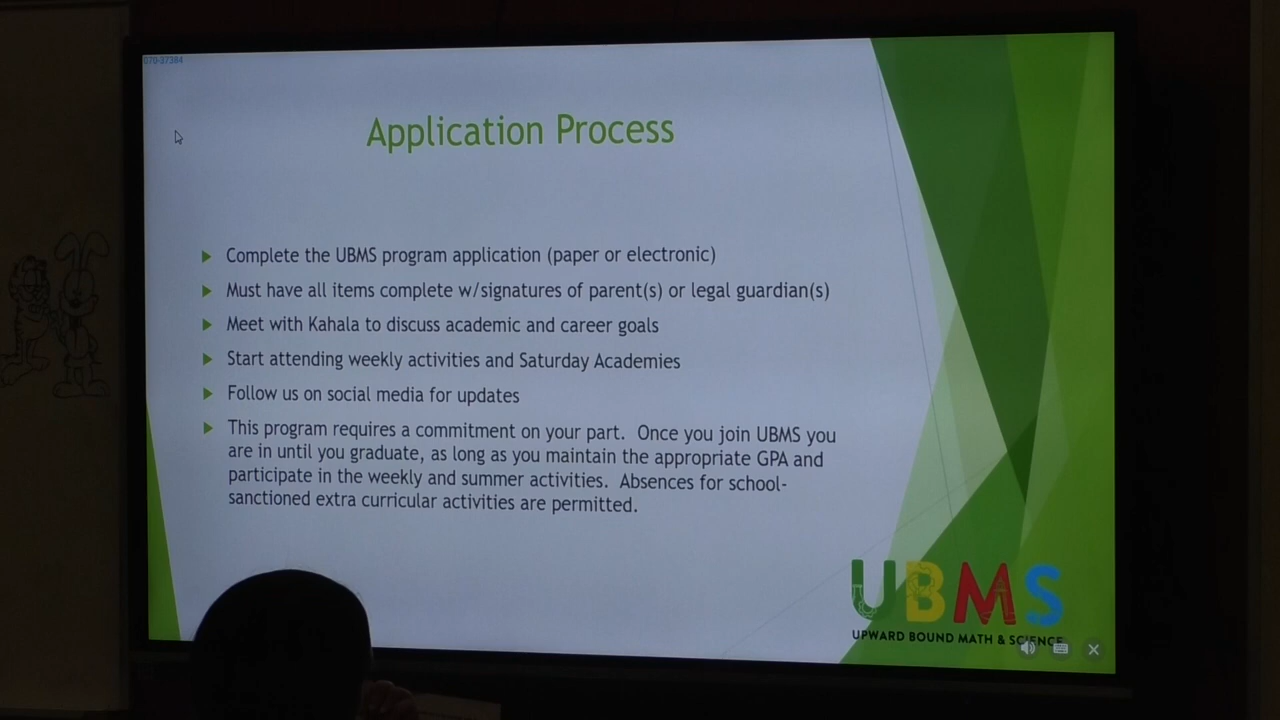 070-37384
Application Process
Complete the UBMS program application (paper or electronic)
Must have all items complete w/signatures of parent(s) or legal guardian(s)
Meet with Kahala to discuss academic and career goals
Start attending weekly activities and Saturday Academies
Follow us on social media for updates
This program requires a commitment on your part. Once you join UBMS you
are in until you graduate, as long as you maintain the appropriate GPA and
participate in the weekly and summer activities. Absences for school-
sanctioned extra curricular activities are permitted.
UBMS
UPWARD BOUND MATH & SCIENCE